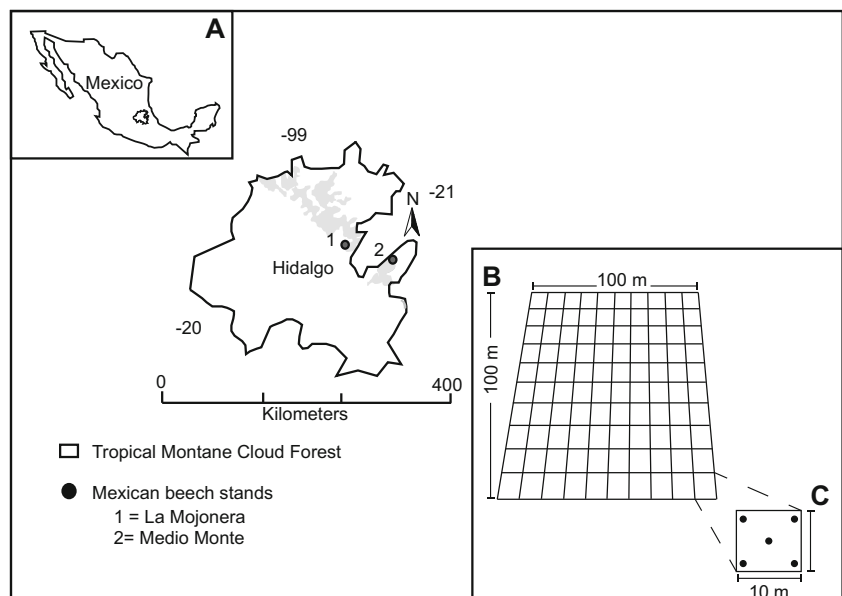 A
Mexico
-99
-21
N
1
2
Hidalgo
-20
0
400
Kilometers
Tropical Montane Cloud Forest
Mexican beech stands
1 = La Mojonera
2= Medio Monte
B
100 m
100 m
C
10 m